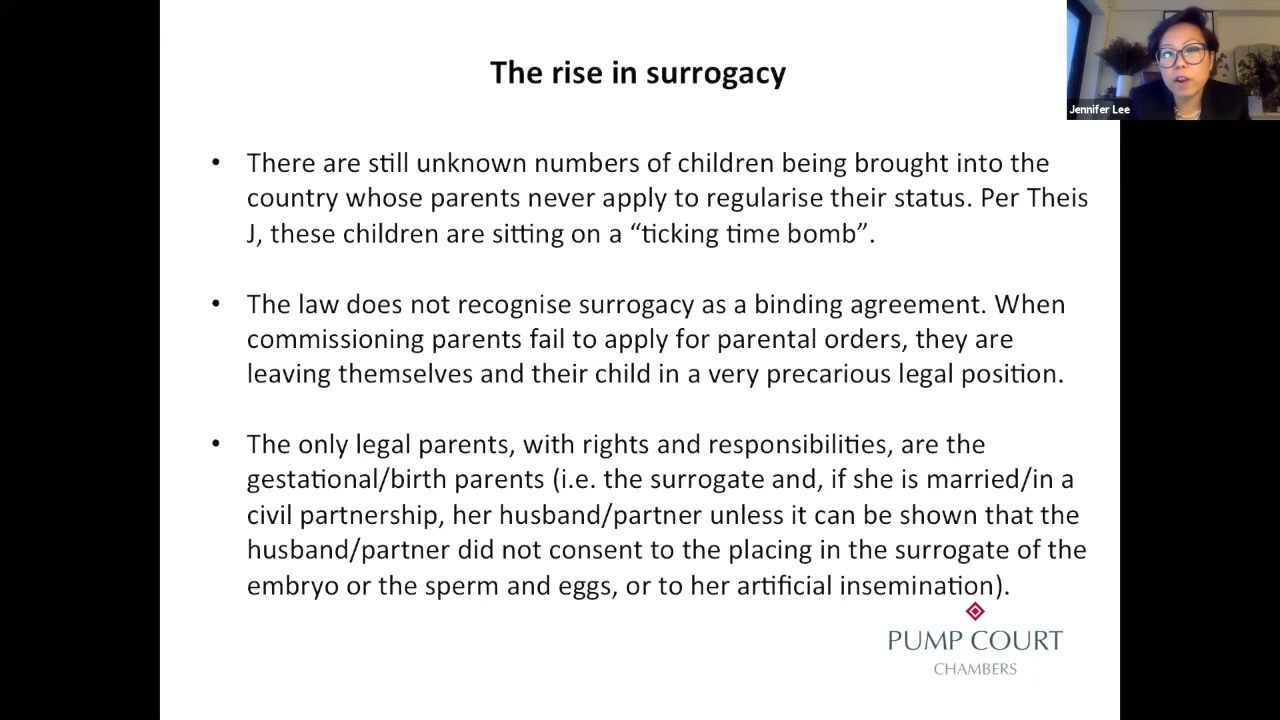 The rise in surrogacy
Jennifer Lee
• There are still unknown numbers of children being brought into the
country whose parents never apply to regularise their status. Per Theis
J, these children are sitting on a “ticking time bomb”.
• The law does not recognise surrogacy as a binding agreement. When
commissioning parents fail to apply for parental orders, they are
leaving themselves and their child in a very precarious legal position.
• The only legal parents, with rights and responsibilities, are the
gestational/birth parents (i.e. the surrogate and, if she is married/in a
civil partnership, her husband/partner unless it can be shown that the
husband/partner did not consent to the placing in the surrogate of the
embryo or the sperm and eggs, or to her artificial insemination).
PUMP COURT
CHAMBERS